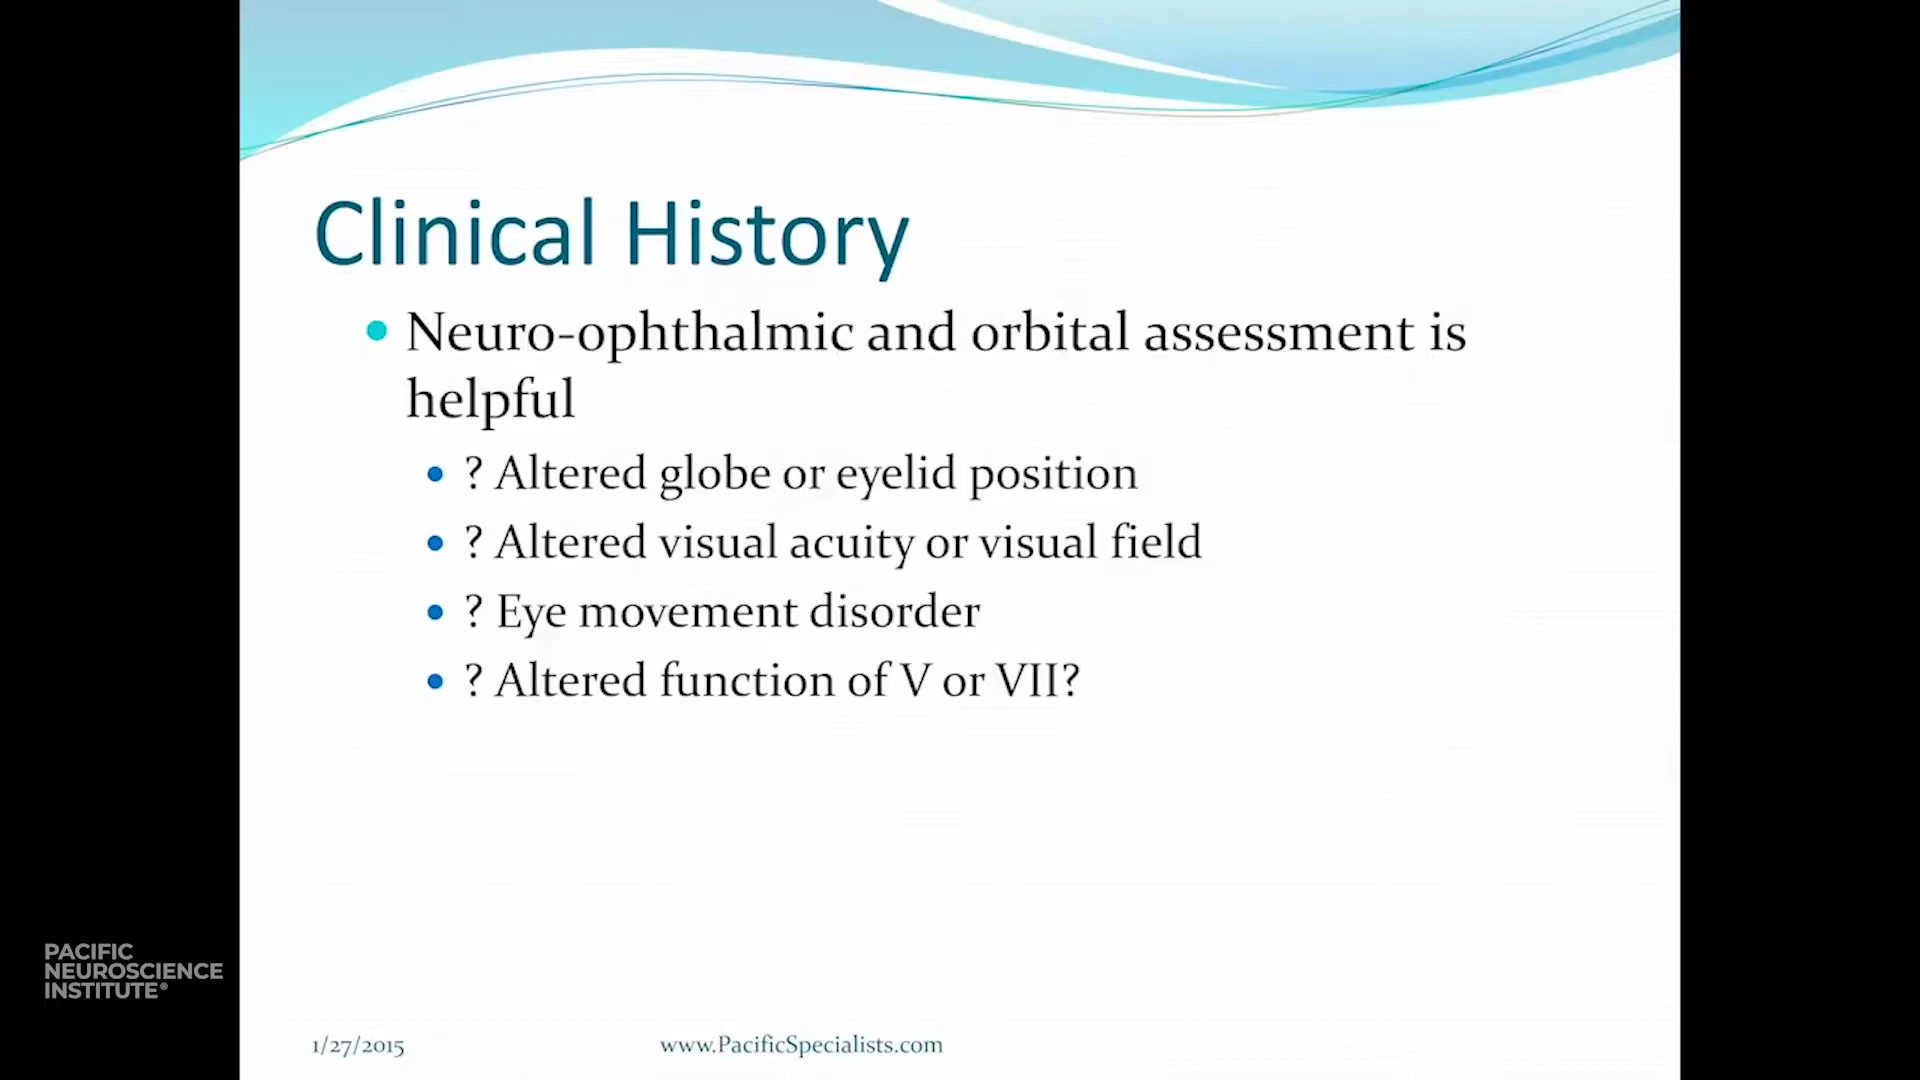 Clinical History
• Neuro-ophthalmic and orbital assessment is
helpful
• ? Altered globe or eyelid position
• ? Altered visual acuity or visual field
• ? Eye movement disorder
• ? Altered function of V or VII?
PACIFIC
NEUROSCIENCE
INSTITUTE®
1/27/2015
www.PacificSpecialists.com